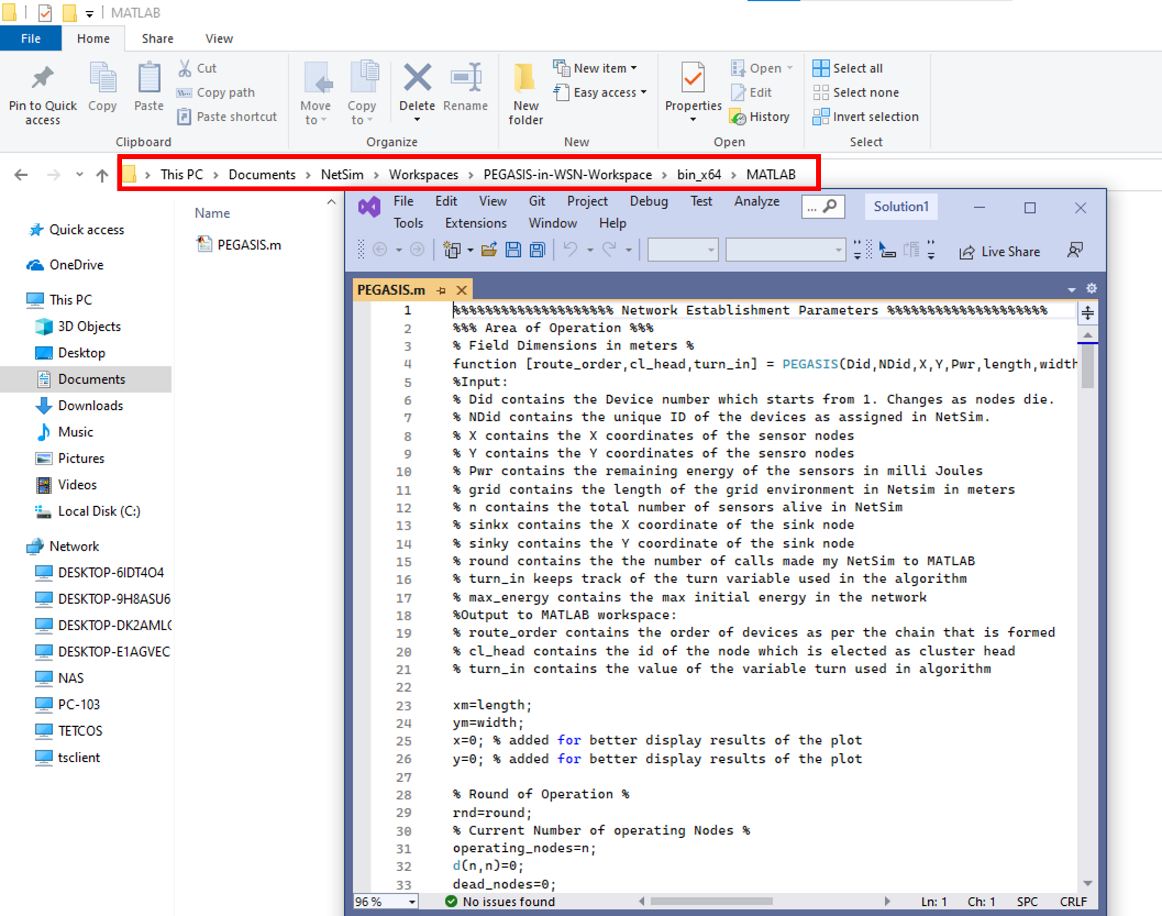 MATLAB
File Home Share View
Pin to Quick access
Copy
Paste
Cut
Copy path
Paste shortcut
Clipboard
Move to
Copy to
Delete
Rename
Organize
New folder
New item
Easy access
New
Properties
Open
Edit
History
Open
Select all
Select none
Invert selection
Select
This PC > Documents > NetSim > Workspaces > PEGASIS-in-WSN-Workspace > bin_x64 > MATLAB
Name
PEGASIS.m
Quick access
OneDrive
This PC
3D Objects
Desktop
Documents
Downloads
Music
Pictures
Videos
Local Disk (C:)
Network
DESKTOP-6IDT4O4
DESKTOP-9H8ASU6
DESKTOP-DK2AMLC
DESKTOP-E1AGVEC
NAS
PC-103
TETCOS
tsclient
File Edit View Git Project Debug Test Analyze ... Solution1
Tools Extensions Window Help
Live Share
PEGASIS.m
1 %%%%%%%%%%%%%%%%%%%% Network Establishment Parameters %%%%%%%%%%%%%%%%%%%%
2 %%% Area of Operation %%%
3 % Field Dimensions in meters %
4 function [route_order,cl_head,turn_in] = PEGASIS(Did,NDid,X,Y,Pwr,length,width
5 %Input:
6 % Did contains the Device number which starts from 1. Changes as nodes die.
7 % NDid contains the unique ID of the devices as assigned in NetSim.
8 % X contains the X coordinates of the sensor nodes
9 % Y contains the Y coordinates of the sensro nodes
10 % Pwr contains the remaining energy of the sensors in milli Joules
11 % grid contains the length of the grid environment in Netsim in meters
12 % n contains the total number of sensors alive in NetSim
13 % sinkx contains the X coordinate of the sink node
14 % sinky contains the Y coordinate of the sink node
15 % round contains the the number of calls made my NetSim to MATLAB
16 % turn_in keeps track of the turn variable used in the algorithm
17 % max_energy contains the max initial energy in the network
18 %Output to MATLAB workspace:
19 % route_order contains the order of devices as per the chain that is formed
20 % cl_head contains the id of the node which is elected as cluster head
21 % turn_in contains the value of the variable turn used in algorithm
22
23 xm=length;
24 ym=width;
25 x=0; % added for better display results of the plot
26 y=0; % added for better display results of the plot
27
28 % Round of Operation %
29 rnd=round;
30 % Current Number of operating Nodes %
31 operating_nodes=n;
32 d(n,n)=0;
33 dead_nodes=0;
96 % No issues found Ln: 1 Ch: 1 SPC CRLF